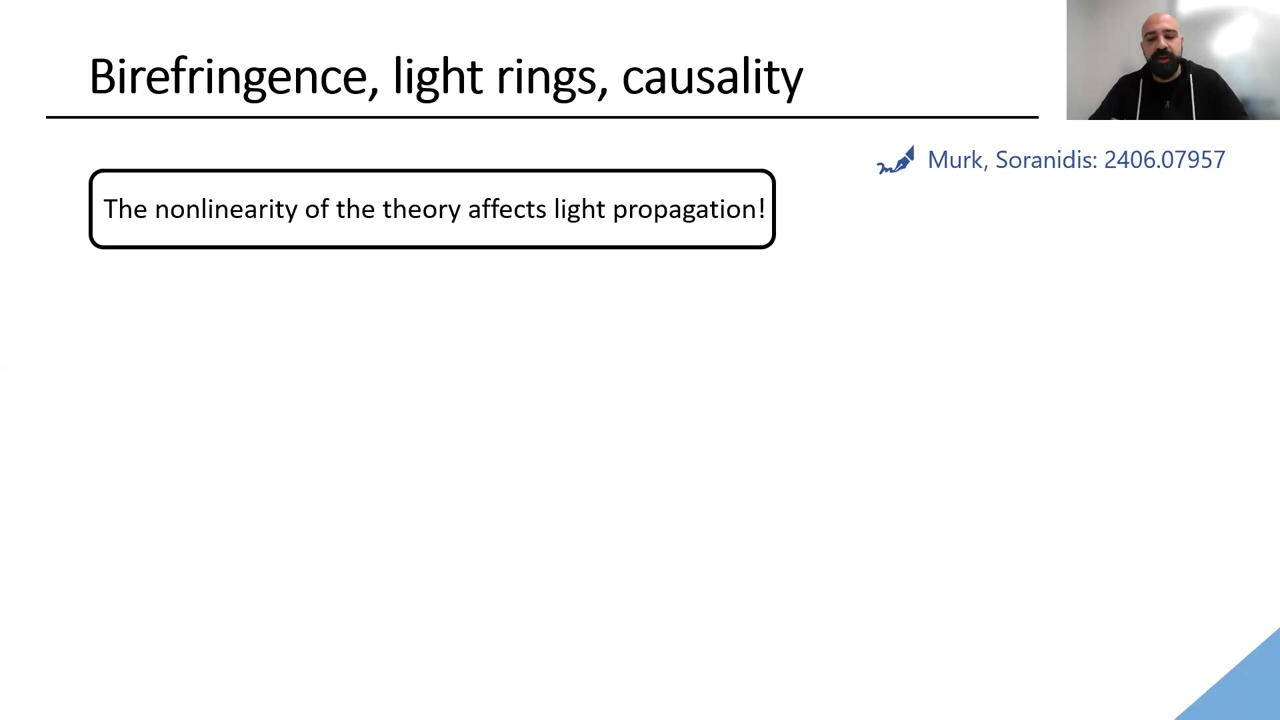 Birefringence, light rings, causality
Murk, Soranidis: 2406.07957
The nonlinearity of the theory affects light propagation!